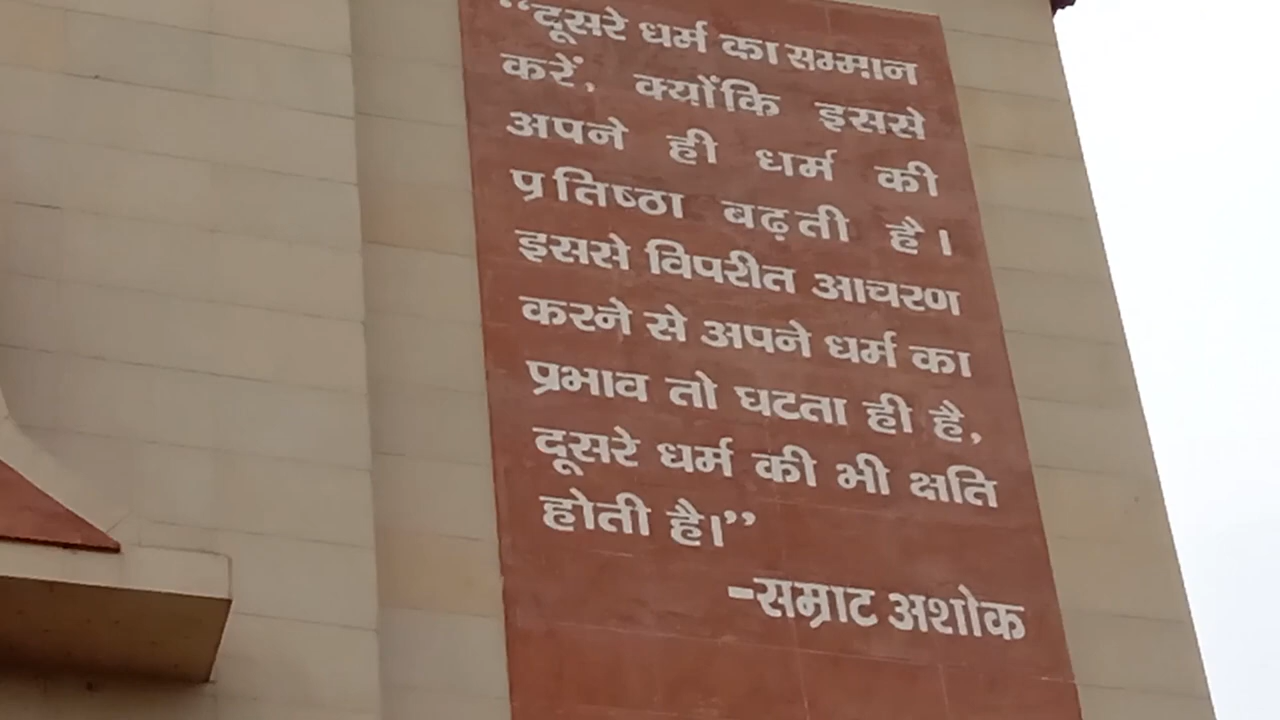 “दूसरे धर्म का सम्मान
करें, क्योंकि इससे
अपने ही धर्म की
प्रतिष्ठा बढ़ती है।
इससे विपरीत आचरण
करने से अपने धर्म का
प्रभाव तो घटता ही है,
दूसरे धर्म की भी क्षति
होती है।”
-सम्राट अशोक